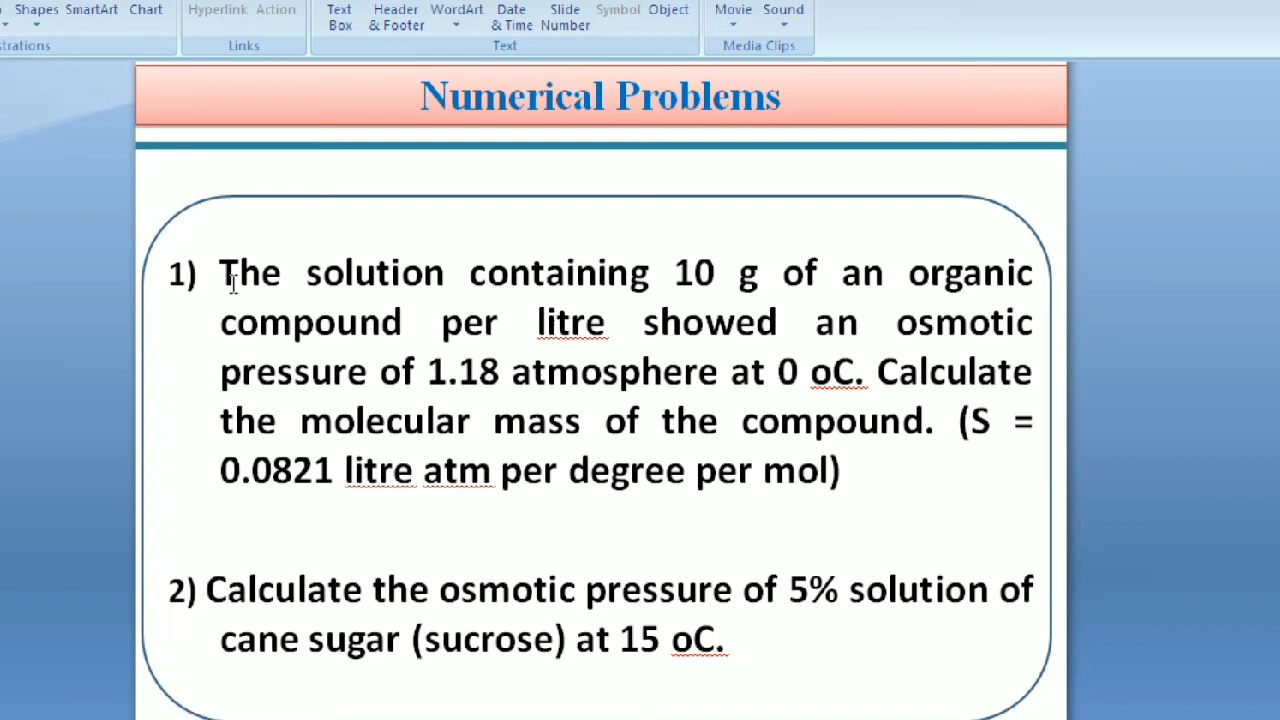 Shapes SmartArt Chart Hyperlink Action Text Box Header & Footer WordArt Date & Time Slide Number Symbol Object Movie Sound
Links Text Media Clips
Numerical Problems
1) The solution containing 10 g of an organic
compound per litre showed an osmotic
pressure of 1.18 atmosphere at 0 oC. Calculate
the molecular mass of the compound. (S =
0.0821 litre atm per degree per mol)
2) Calculate the osmotic pressure of 5% solution of
cane sugar (sucrose) at 15 oC.